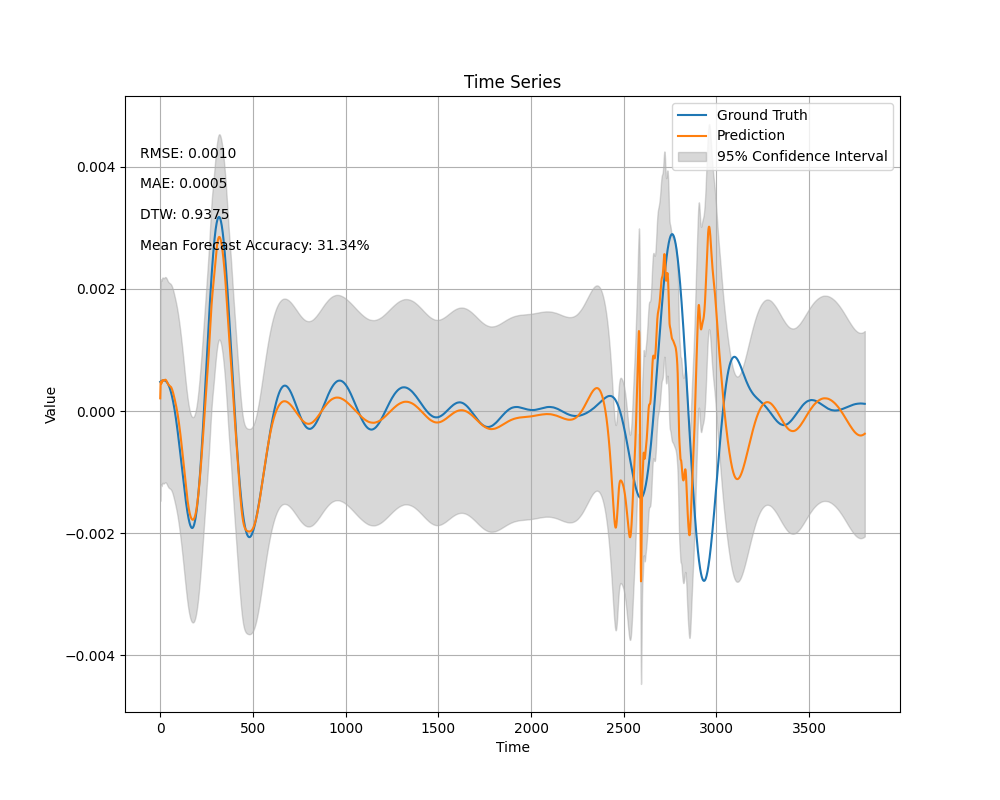 Time Series
Ground Truth
Prediction
95% Confidence Interval
RMSE: 0.0010
MAE: 0.0005
DTW: 0.9375
Mean Forecast Accuracy: 31.34%
0.004
0.002
0.000
−0.002
−0.004
Value
0 500 1000 1500 2000 2500 3000 3500
Time